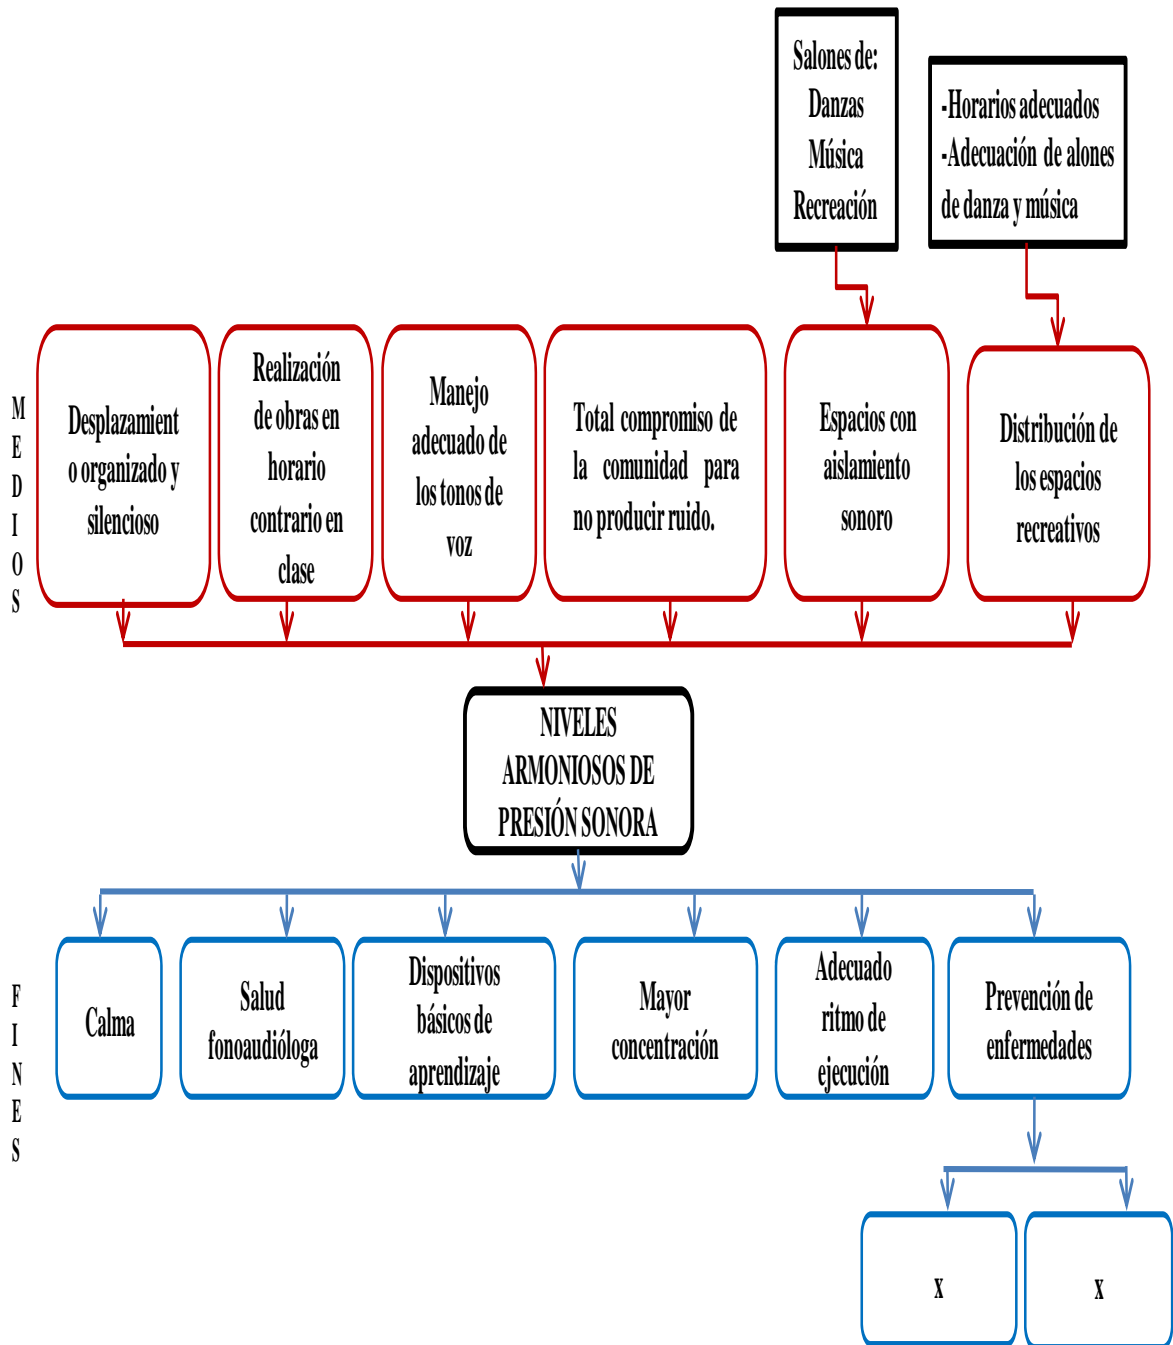 Salones de:
Danzas
Música
Recreación
-Horarios adecuados
-Adecuación de alones
de danza y música
M
E
D
I
O
S
Desplazamient
o organizado y
silencioso
Realización
de obras en
horario
contrario en
clase
Manejo
adecuado de
los tonos de
voz
Total compromiso de
la comunidad para
no producir ruido.
Espacios con
aislamiento
sonoro
Distribución de
los espacios
recreativos
NIVELES
ARMONIOSOS DE
PRESIÓN SONORA
F
I
N
E
S
Calma
Salud
fonoaudióloga
Dispositivos
básicos de
aprendizaje
Mayor
concentración
Adecuado
ritmo de
ejecución
Prevención de
enfermedades
x
x